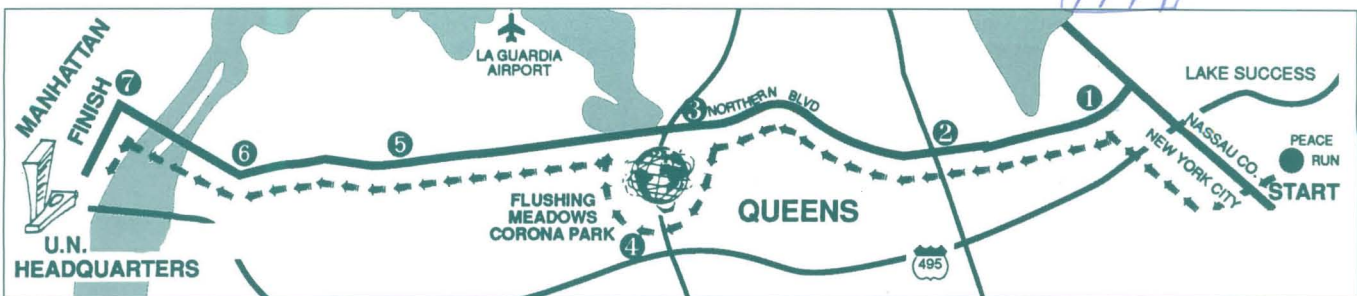 MANHATTAN
FINISH
7
U.N.
HEADQUARTERS
6
5
LA GUARDIA
AIRPORT
3
NORTHERN BLVD
FLUSHING
MEADOWS
CORONA PARK
4
QUEENS
2
1
495
LAKE SUCCESS
NASSAU CO.
NEW YORK CITY
PEACE
RUN
START